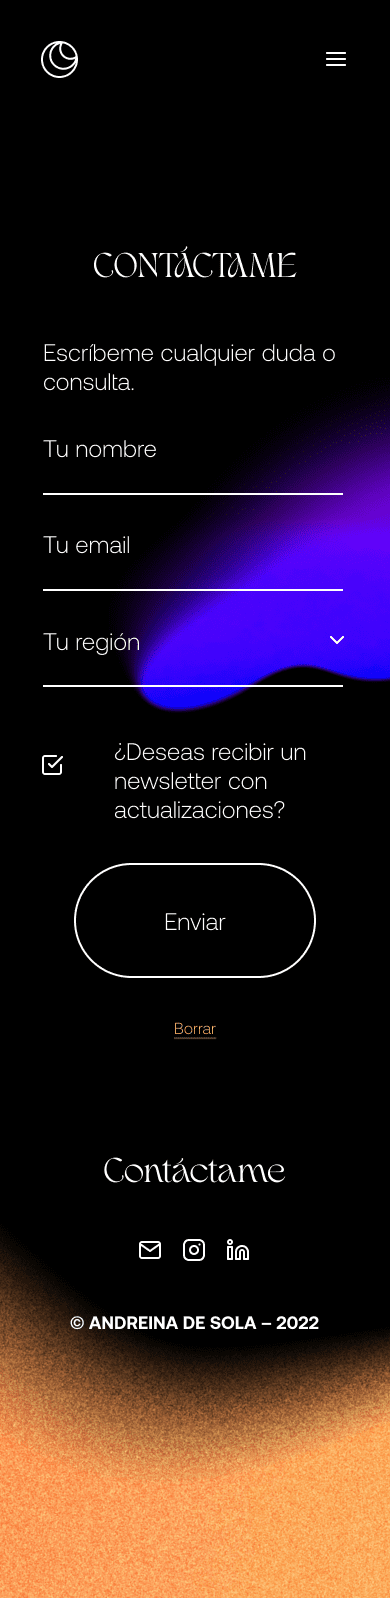 CONTÁCTAME
Escríbeme cualquier duda o
consulta.
Tu nombre
Tu email
Tu región
¿Deseas recibir un
newsletter con
actualizaciones?
Enviar
Borrar
Contáctame
© ANDREINA DE SOLA – 2022